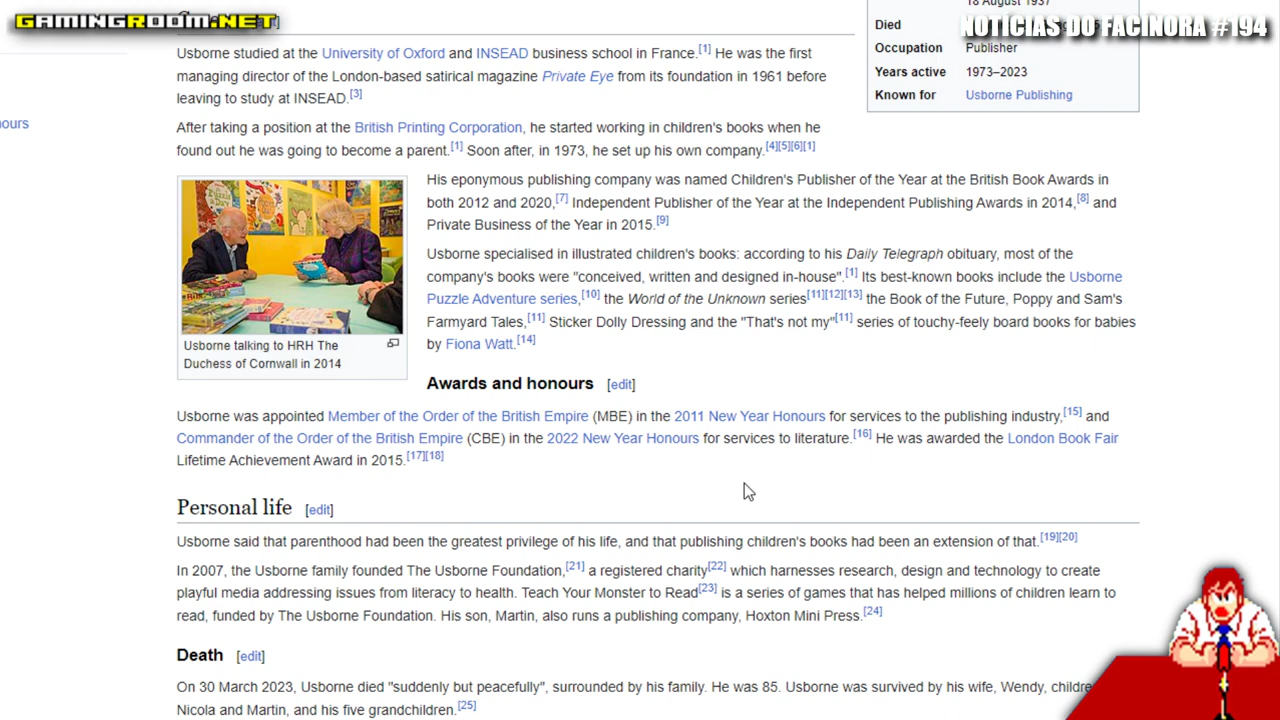 GAMINGROOM.NET
NOTÍCIAS DO FACÍNORA #194
18 August 1937
Died
Occupation Publisher
Years active 1973–2023
Known for Usborne Publishing
ours
Usborne studied at the University of Oxford and INSEAD business school in France.[1] He was the first
managing director of the London-based satirical magazine Private Eye from its foundation in 1961 before
leaving to study at INSEAD.[3]
After taking a position at the British Printing Corporation, he started working in children's books when he
found out he was going to become a parent.[1] Soon after, in 1973, he set up his own company.[4][5][6][1]
Usborne talking to HRH The
Duchess of Cornwall in 2014
His eponymous publishing company was named Children's Publisher of the Year at the British Book Awards in
both 2012 and 2020,[7] Independent Publisher of the Year at the Independent Publishing Awards in 2014,[8] and
Private Business of the Year in 2015.[9]
Usborne specialised in illustrated children's books: according to his Daily Telegraph obituary, most of the
company's books were "conceived, written and designed in-house".[1] Its best-known books include the Usborne
Puzzle Adventure series,[10] the World of the Unknown series[11][12][13] the Book of the Future, Poppy and Sam's
Farmyard Tales,[11] Sticker Dolly Dressing and the "That's not my"[11] series of touchy-feely board books for babies
by Fiona Watt.[14]
Awards and honours [edit]
Usborne was appointed Member of the Order of the British Empire (MBE) in the 2011 New Year Honours for services to the publishing industry,[15] and
Commander of the Order of the British Empire (CBE) in the 2022 New Year Honours for services to literature.[16] He was awarded the London Book Fair
Lifetime Achievement Award in 2015.[17][18]
Personal life [edit]
Usborne said that parenthood had been the greatest privilege of his life, and that publishing children's books had been an extension of that.[19][20]
In 2007, the Usborne family founded The Usborne Foundation,[21] a registered charity[22] which harnesses research, design and technology to create
playful media addressing issues from literacy to health. Teach Your Monster to Read[23] is a series of games that has helped millions of children learn to
read, funded by The Usborne Foundation. His son, Martin, also runs a publishing company, Hoxton Mini Press.[24]
Death [edit]
On 30 March 2023, Usborne died "suddenly but peacefully", surrounded by his family. He was 85. Usborne was survived by his wife, Wendy, childre
Nicola and Martin, and his five grandchildren.[25]